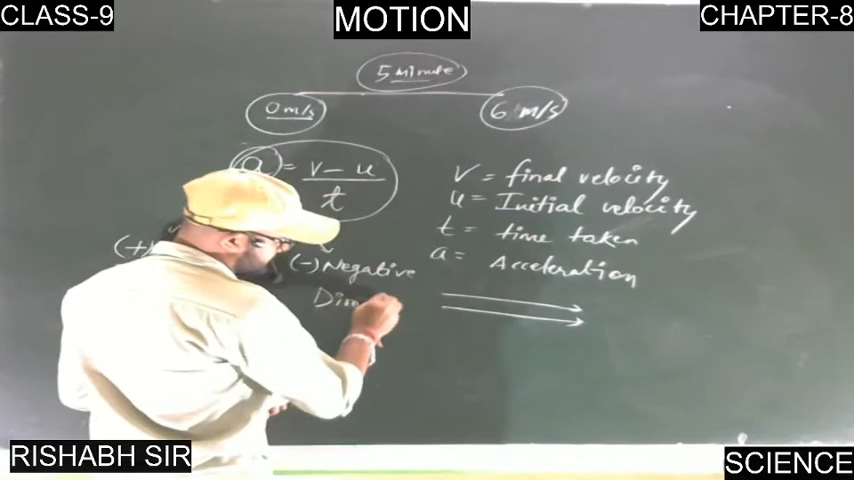 CLASS-9
MOTION
CHAPTER-8
5 minute
0 m/s
6 m/s
a = v - u
t
v = final velocity
u = Initial velocity
t = time taken
a = Acceleration
(-) Negative
RISHABH SIR
SCIENCE